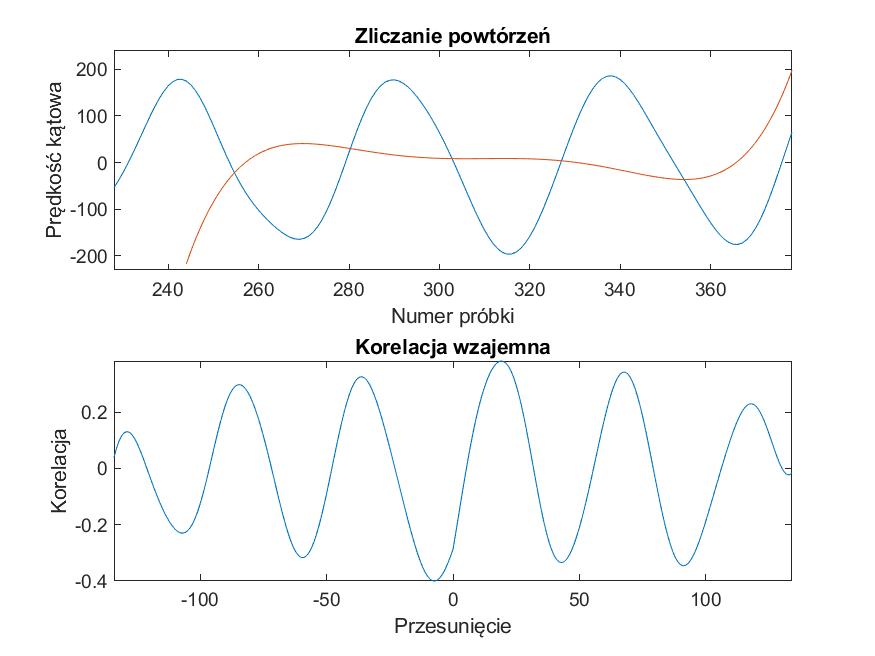 Zliczanie powtórzeń
Prędkość kątowa
200
100
0
-100
-200
240 260 280 300 320 340 360
Numer próbki
Korelacja wzajemna
Korelacja
0.2
0
-0.2
-0.4
-100 -50 0 50 100
Przesunięcie